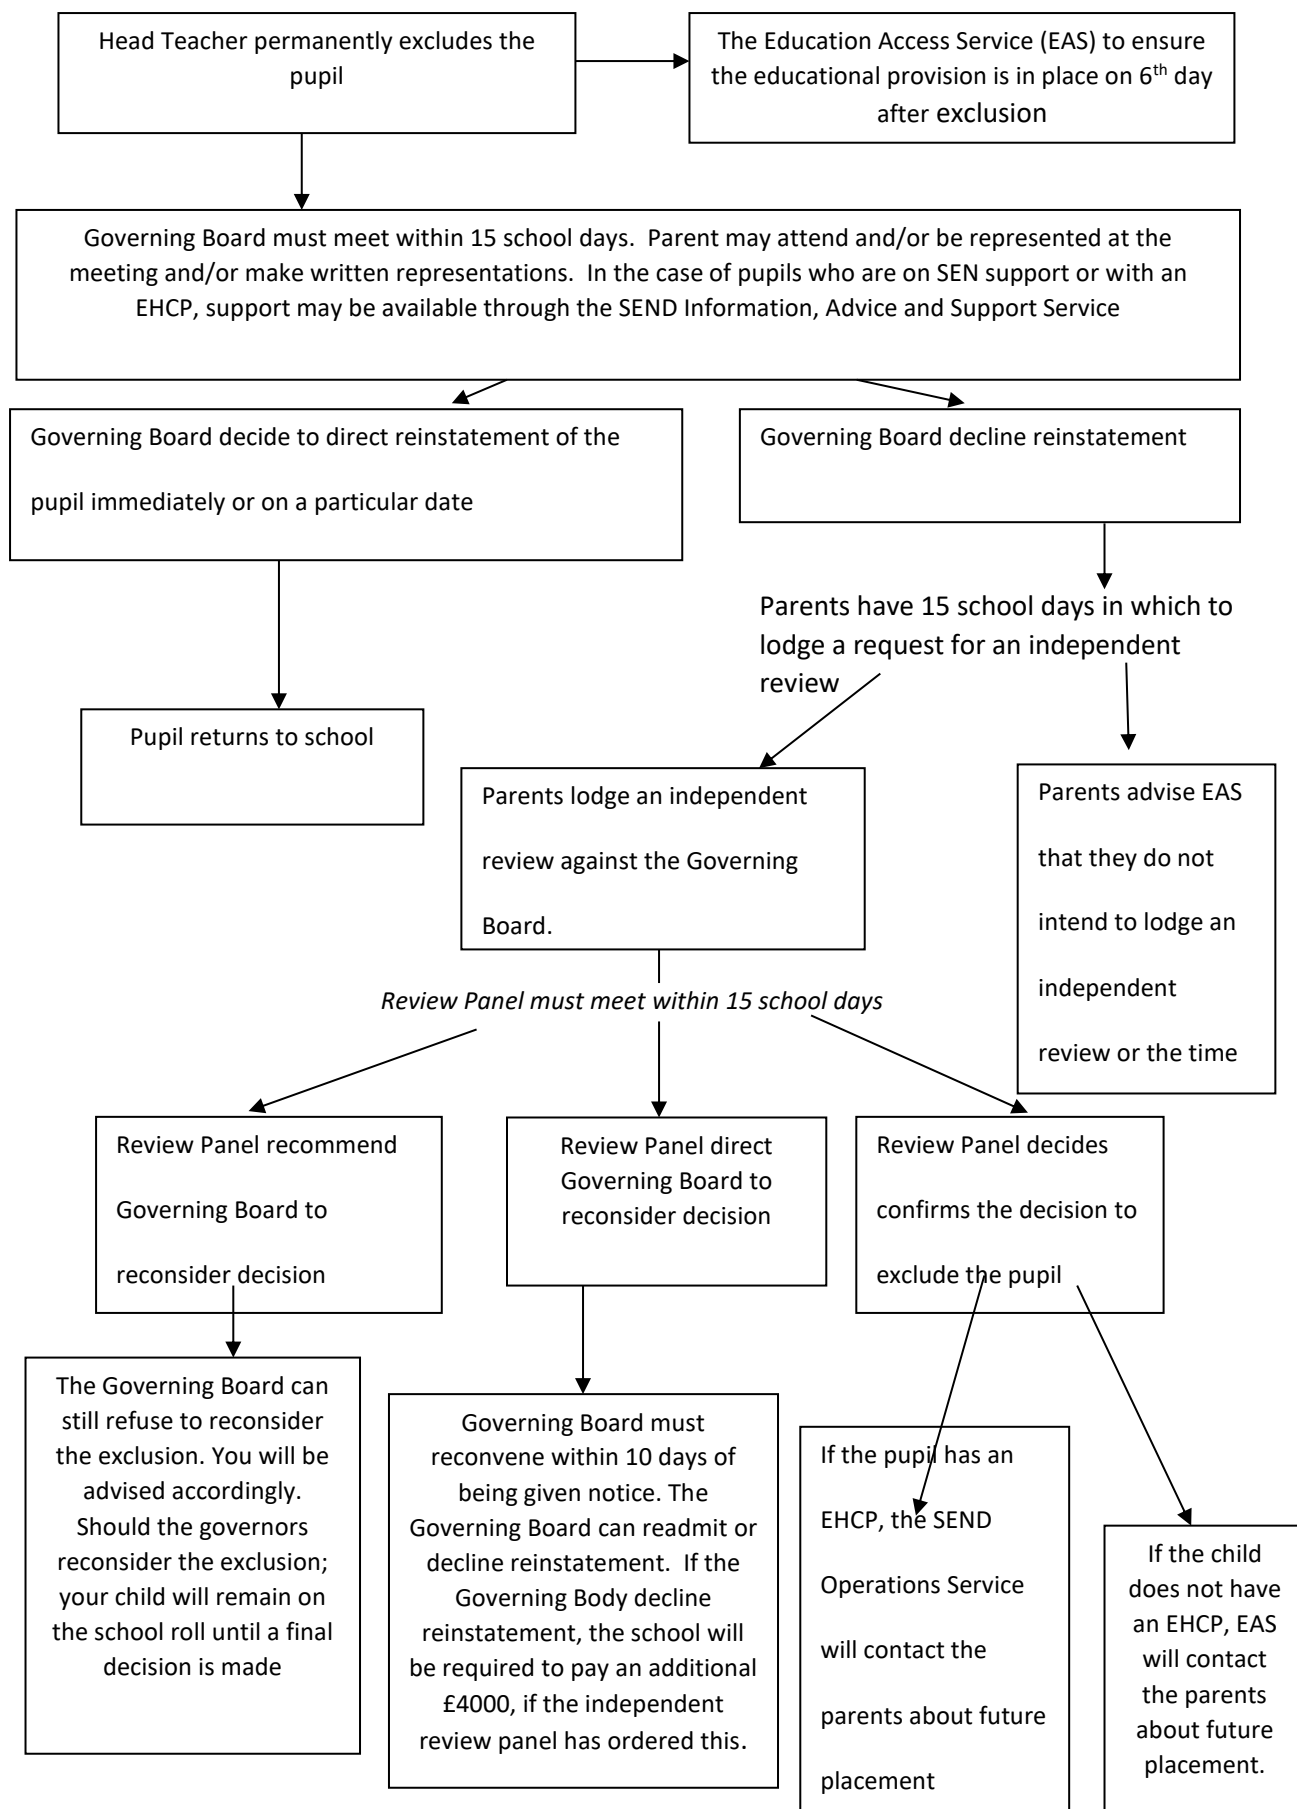 Head Teacher permanently excludes the
pupil
The Education Access Service (EAS) to ensure
the educational provision is in place on 6th day
after exclusion
Governing Board must meet within 15 school days.  Parent may attend and/or be represented at the
meeting and/or make written representations.  In the case of pupils who are on SEN support or with an
EHCP, support may be available through the SEND Information, Advice and Support Service
Governing Board decide to direct reinstatement of the
pupil immediately or on a particular date
Governing Board decline reinstatement
Parents have 15 school days in which to
lodge a request for an independent
review
Pupil returns to school
Parents lodge an independent
review against the Governing
Board.
Parents advise EAS
that they do not
intend to lodge an
independent
review or the time
Review Panel must meet within 15 school days
Review Panel recommend
Governing Board to
reconsider decision
Review Panel direct
Governing Board to
reconsider decision
Review Panel decides
confirms the decision to
exclude the pupil
The Governing Board can
still refuse to reconsider
the exclusion. You will be
advised accordingly.
Should the governors
reconsider the exclusion;
your child will remain on
the school roll until a final
decision is made
Governing Board must
reconvene within 10 days of
being given notice. The
Governing Board can readmit or
decline reinstatement.  If the
Governing Body decline
reinstatement, the school will
be required to pay an additional
£4000, if the independent
review panel has ordered this.
If the pupil has an
EHCP, the SEND
Operations Service
will contact the
parents about future
placement
If the child
does not have
an EHCP, EAS
will contact
the parents
about future
placement.